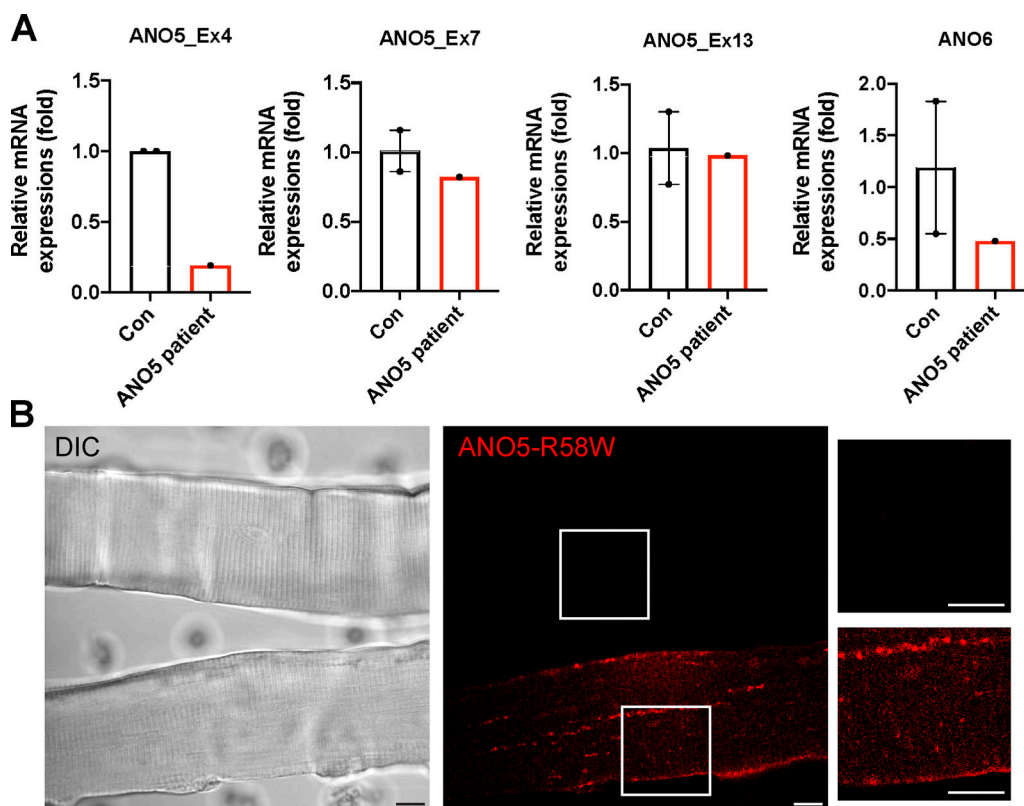 A
ANO5_Ex4
Relative mRNA
expressions (fold)
1.5
1.0
0.5
0.0
Con
ANO5 patient
ANO5_Ex7
Relative mRNA
expressions (fold)
1.5
1.0
0.5
0.0
Con
ANO5 patient
ANO5_Ex13
Relative mRNA
expressions (fold)
1.5
1.0
0.5
0.0
Con
ANO5 patient
ANO6
Relative mRNA
expressions (fold)
2.0
1.5
1.0
0.5
0.0
Con
ANO5 patient
B
DIC
ANO5-R58W